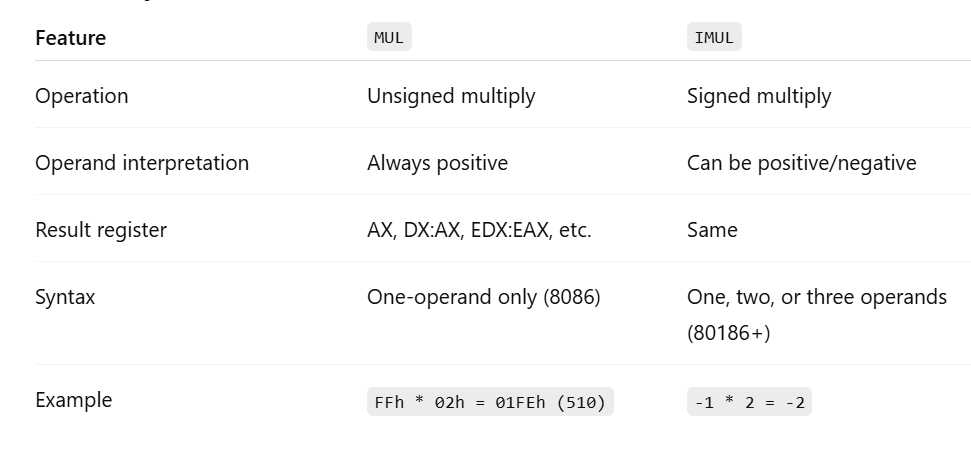 Feature MUL IMUL
Operation Unsigned multiply Signed multiply
Operand interpretation Always positive Can be positive/negative
Result register AX, DX:AX, EDX:EAX, etc. Same
Syntax One-operand only (8086) One, two, or three operands
(80186+)
Example FFh * 02h = 01FEh (510) -1 * 2 = -2